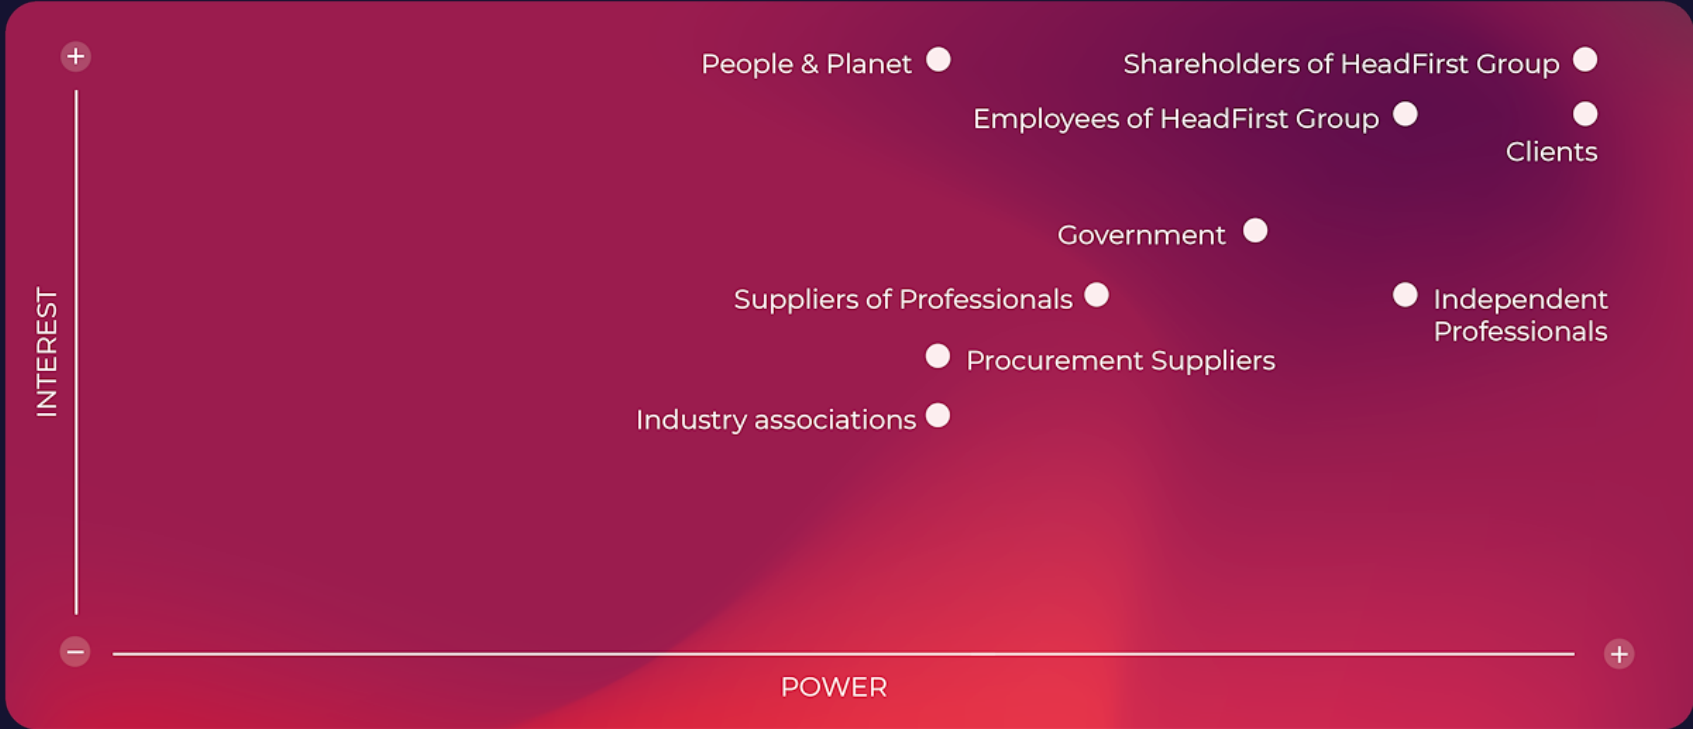 +
People & Planet
Shareholders of HeadFirst Group
Employees of HeadFirst Group
Clients
Government
INTEREST
Suppliers of Professionals
Independent
Professionals
Procurement Suppliers
Industry associations
−
+
POWER